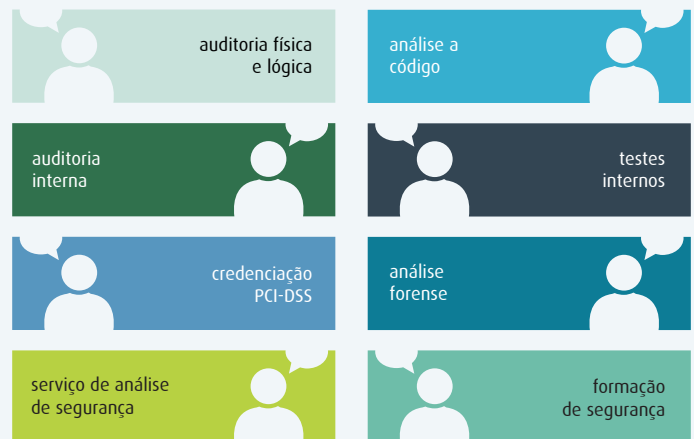 auditoria física
e lógica
análise a
código
auditoria
interna
testes
internos
credenciação
PCI-DSS
análise
forense
serviço de análise
de segurança
formação
de segurança